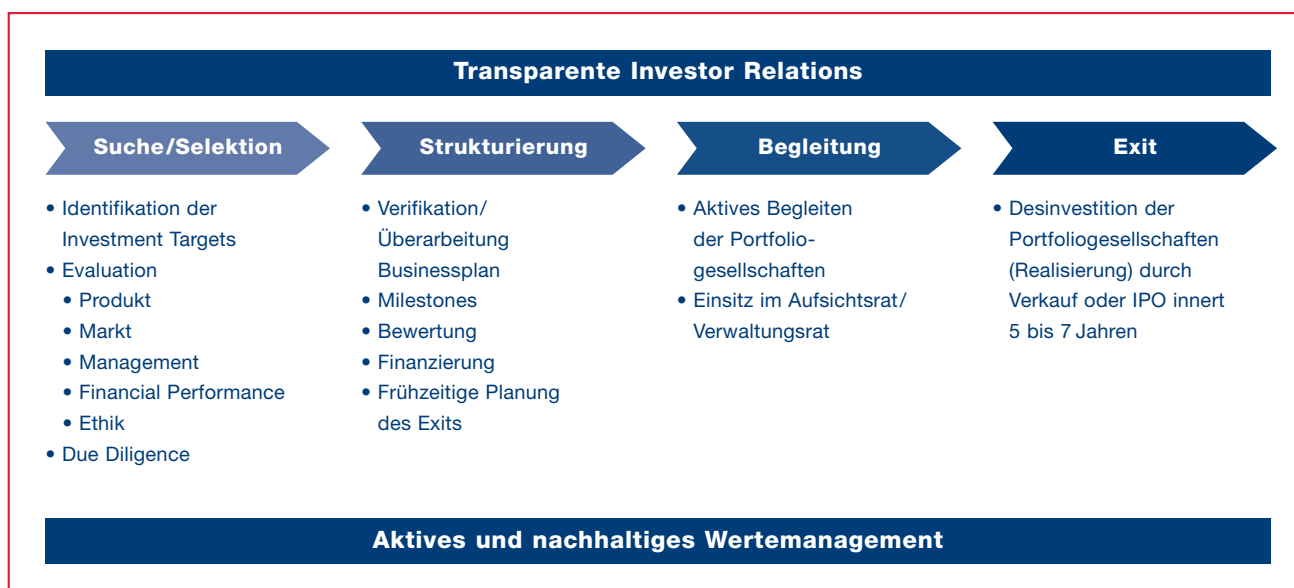 Transparente Investor Relations
Suche/Selektion
• Identifikation der
Investment Targets
• Evaluation
• Produkt
• Markt
• Management
• Financial Performance
• Ethik
• Due Diligence
Strukturierung
• Verifikation/
Überarbeitung
Businessplan
• Milestones
• Bewertung
• Finanzierung
• Frühzeitige Planung
des Exits
Begleitung
• Aktives Begleiten
der Portfolio-
gesellschaften
• Einsitz im Aufsichtsrat/
Verwaltungsrat
Exit
• Desinvestition der
Portfoliogesellschaften
(Realisierung) durch
Verkauf oder IPO innert
5 bis 7 Jahren
Aktives und nachhaltiges Wertemanagement